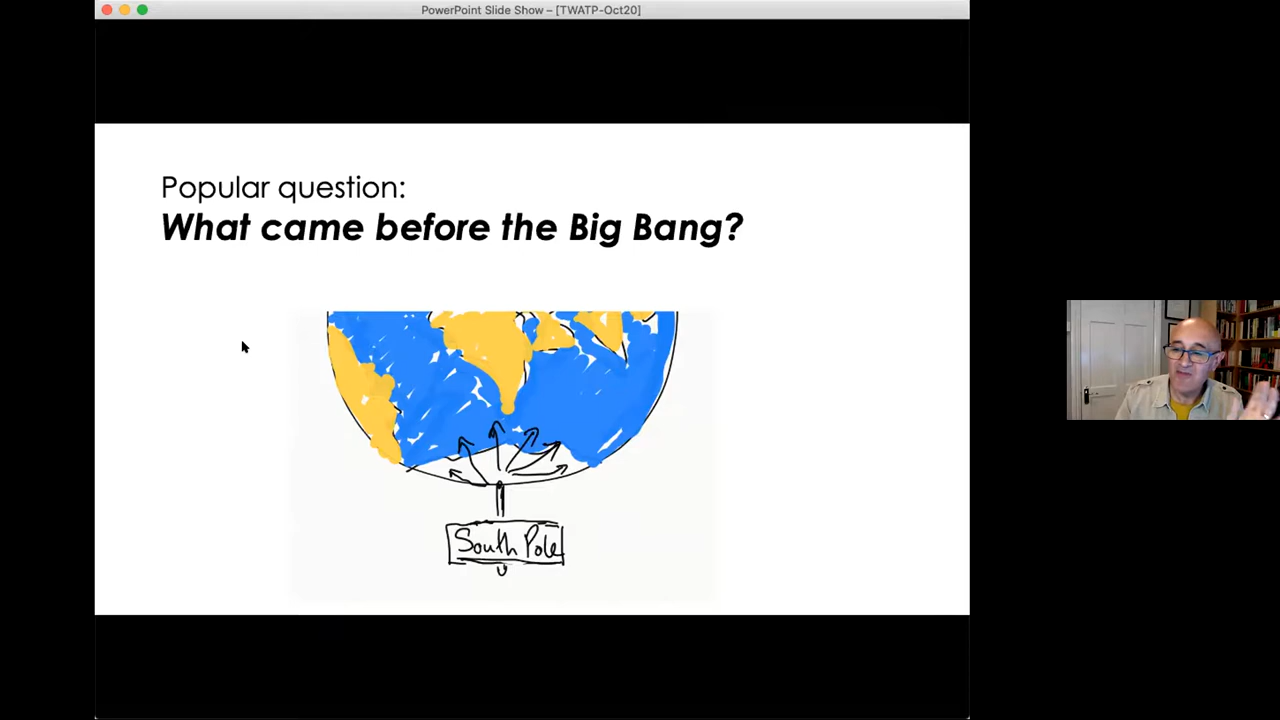 PowerPoint Slide Show – [TWATP-Oct20]
Popular question:
What came before the Big Bang?
South Pole